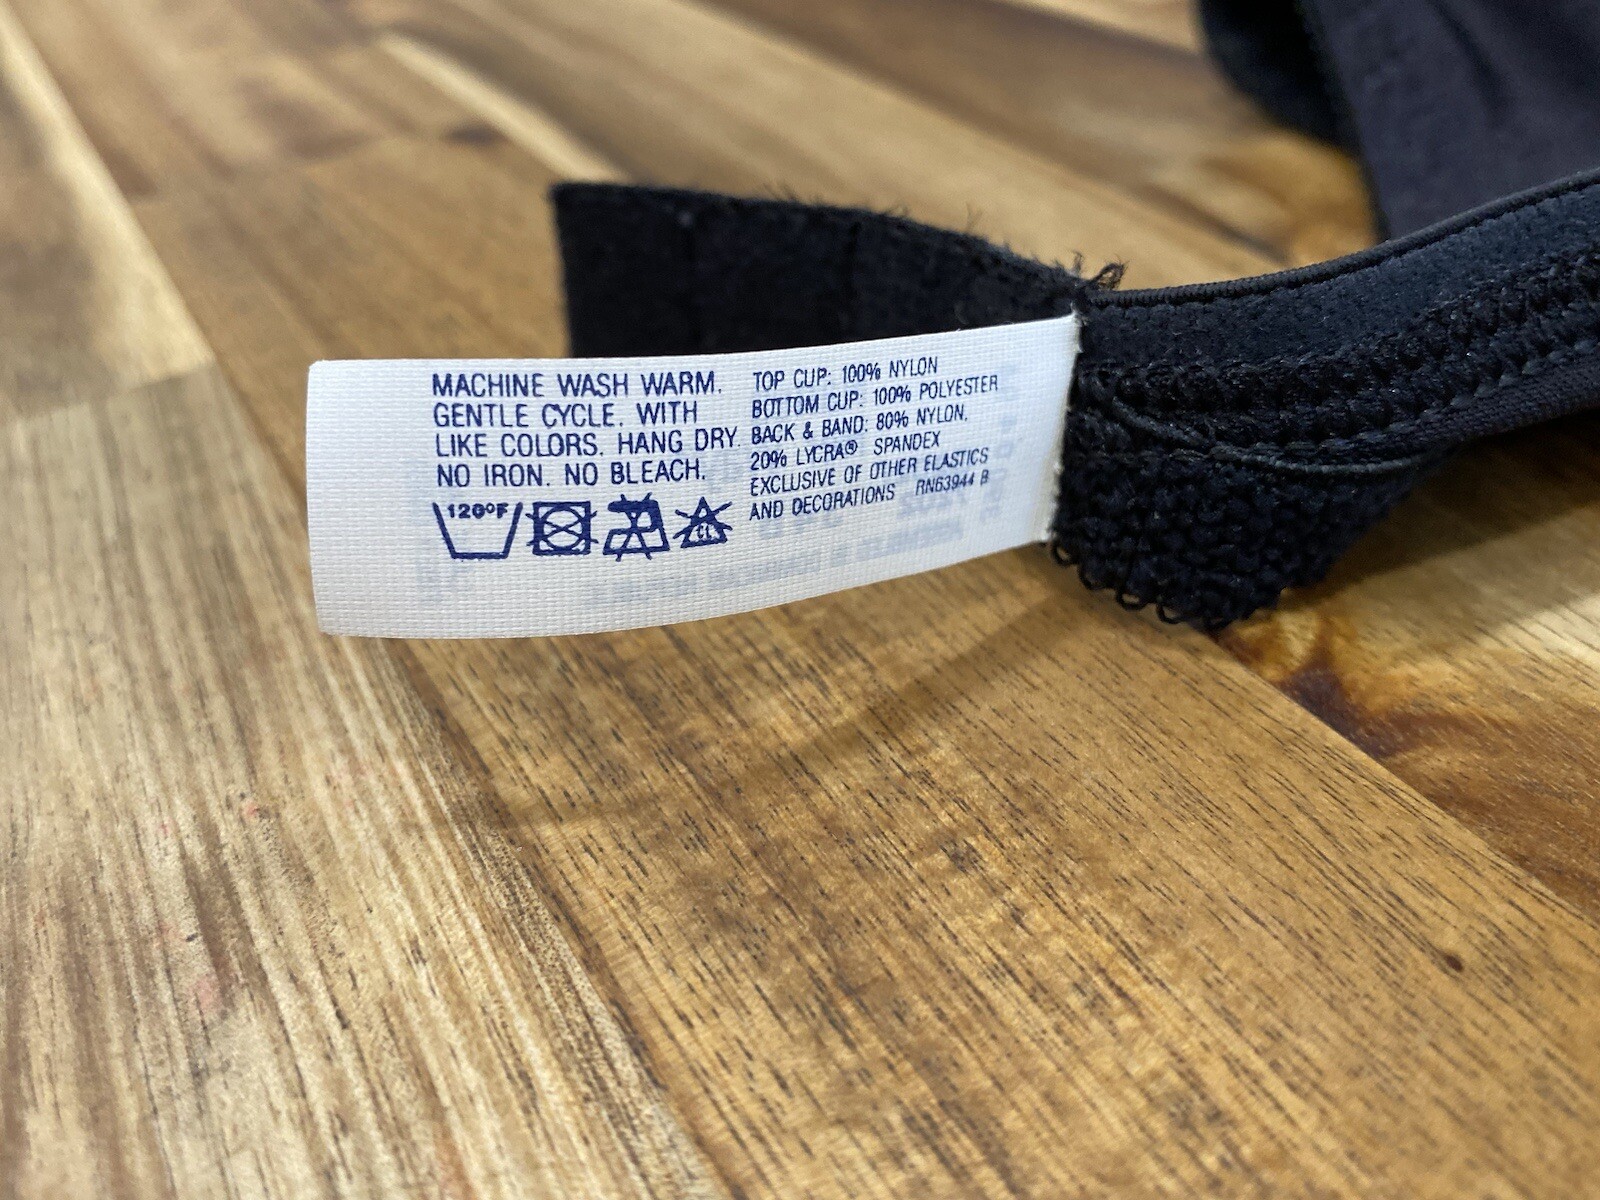 MACHINE WASH WARM.
GENTLE CYCLE. WITH
LIKE COLORS. HANG DRY.
NO IRON. NO BLEACH.
120°F
CL
TOP CUP: 100% NYLON
BOTTOM CUP: 100% POLYESTER
BACK & BAND: 80% NYLON,
20% LYCRA® SPANDEX
EXCLUSIVE OF OTHER ELASTICS
AND DECORATIONS RN63944 B